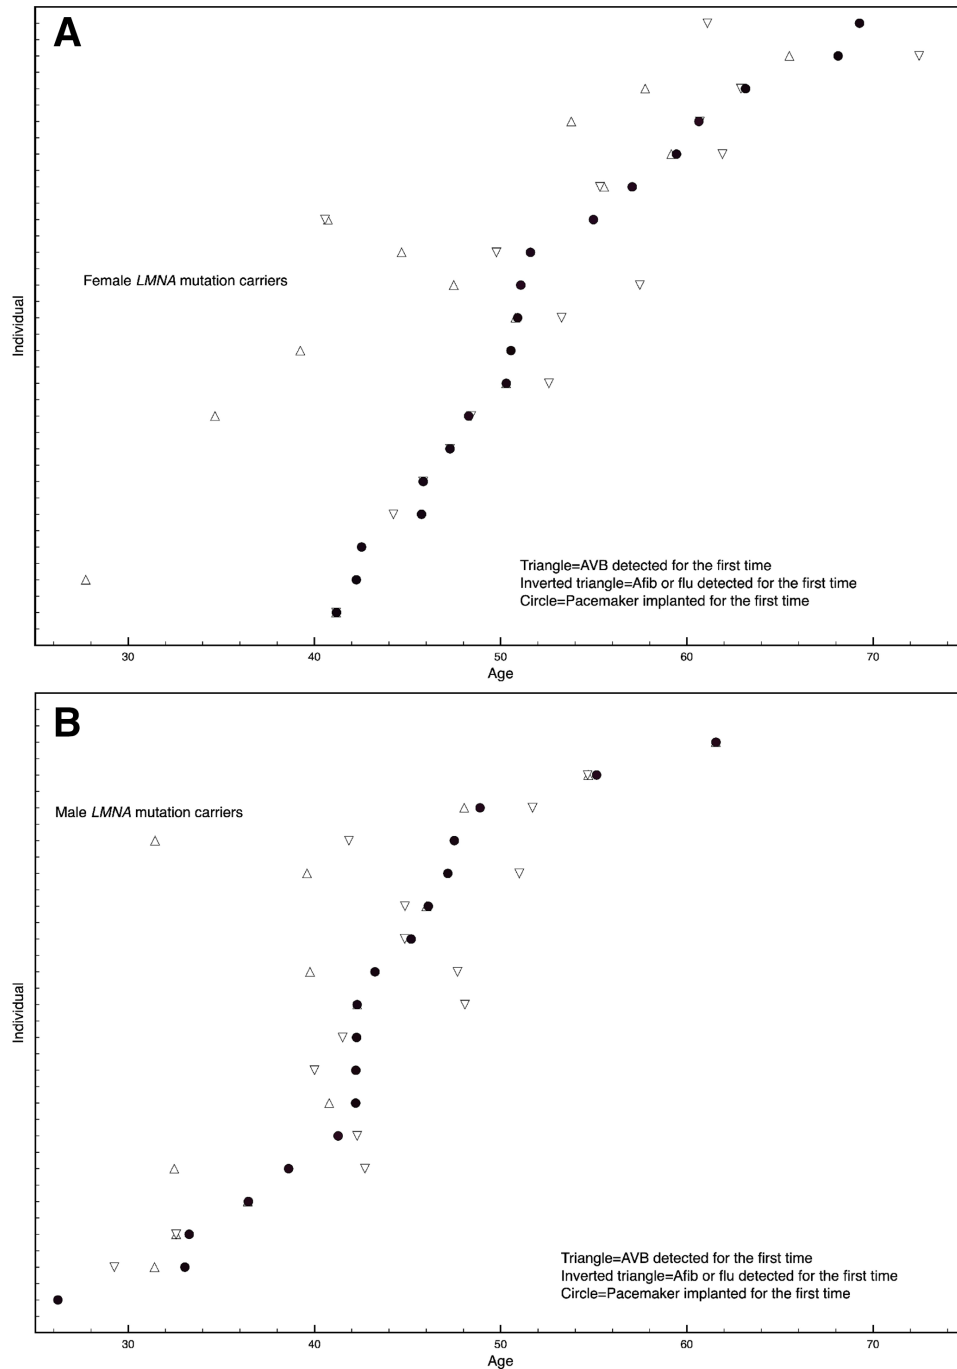 A
Female LMNA mutation carriers
Individual
Triangle=AVB detected for the first time
Inverted triangle=Afib or flu detected for the first time
Circle=Pacemaker implanted for the first time
30 40 50 60 70
Age
B
Male LMNA mutation carriers
Individual
Triangle=AVB detected for the first time
Inverted triangle=Afib or flu detected for the first time
Circle=Pacemaker implanted for the first time
30 40 50 60 70
Age